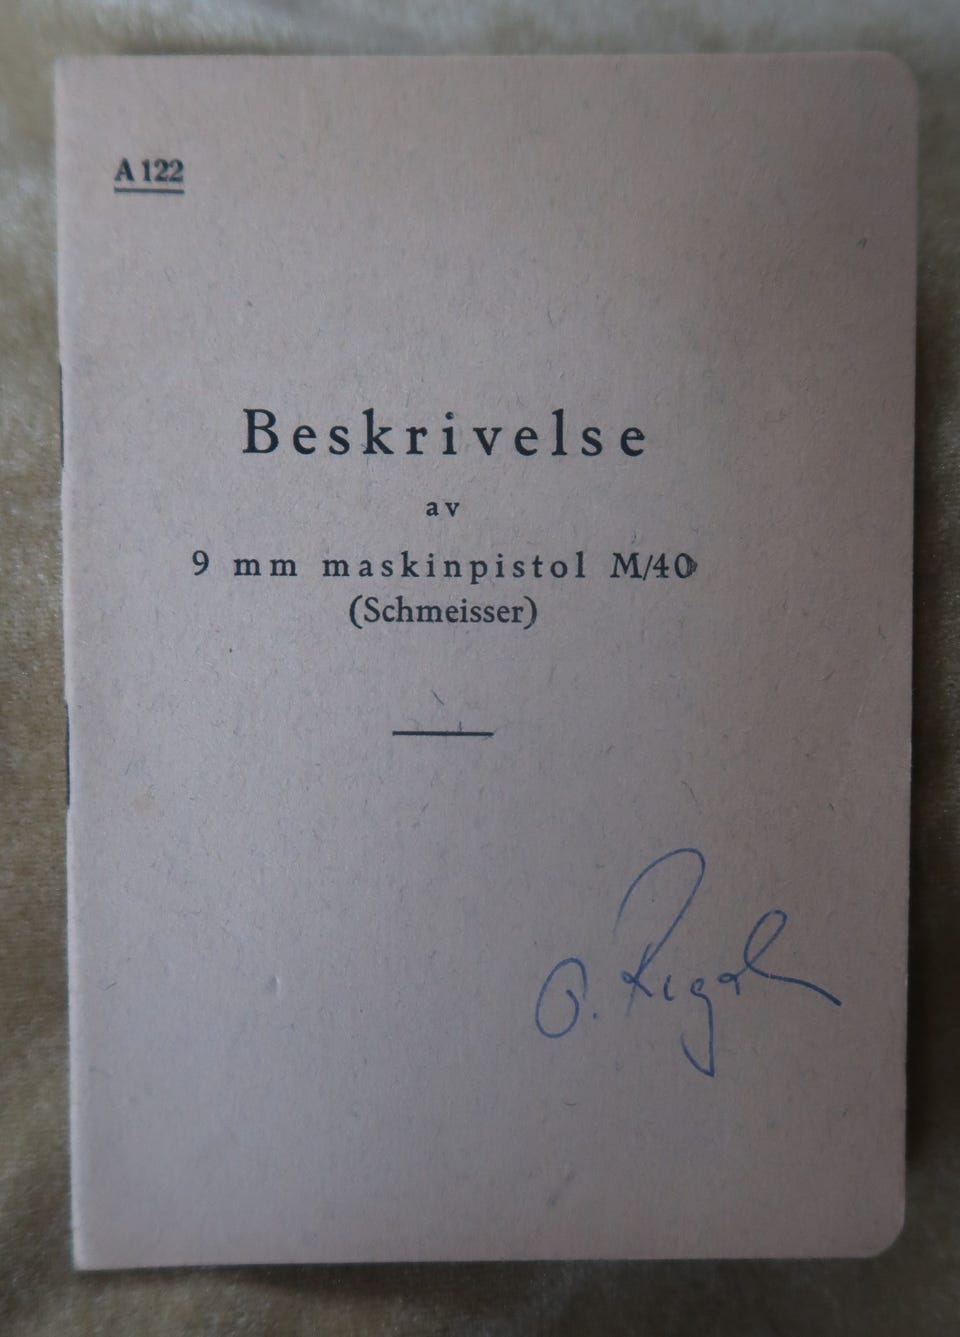 A 122
Beskrivelse
av
9 mm maskinpistol M/40
(Schmeisser)